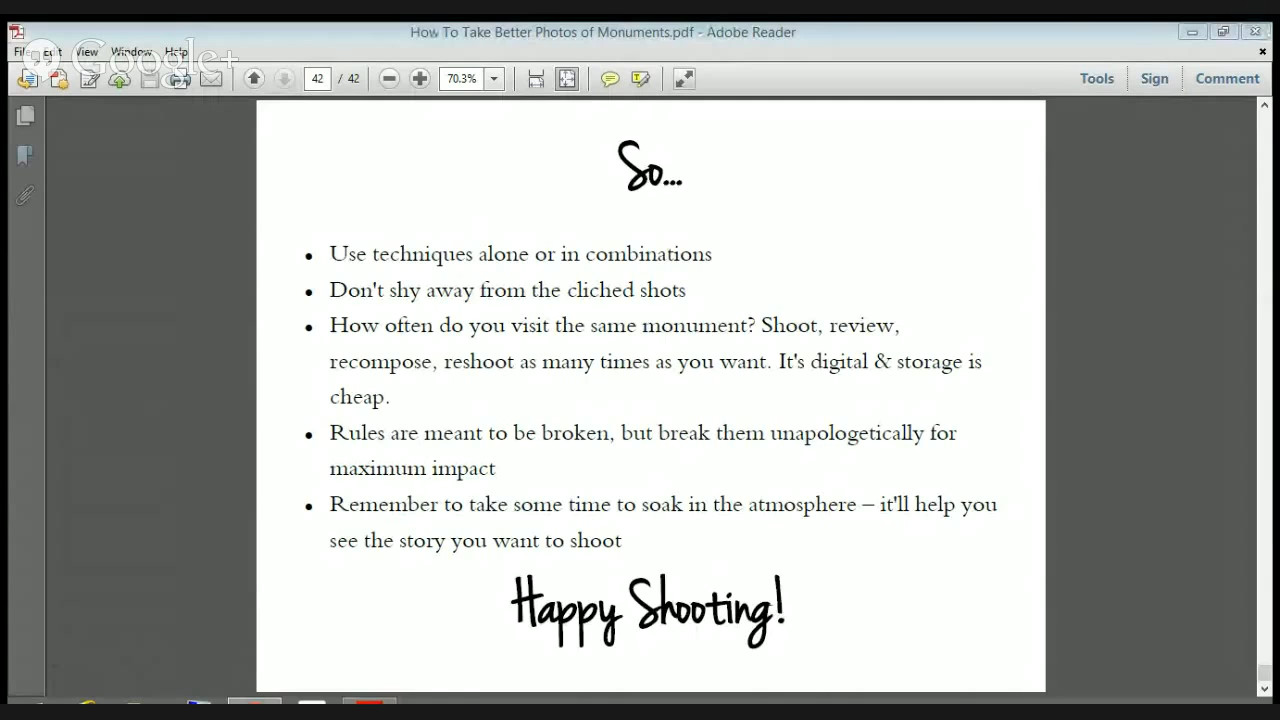 How To Take Better Photos of Monuments.pdf - Adobe Reader
File Edit View Window Help
Google+
42 / 42 70.3% Tools Sign Comment
So...
• Use techniques alone or in combinations
• Don't shy away from the cliched shots
• How often do you visit the same monument? Shoot, review,
recompose, reshoot as many times as you want. It's digital & storage is
cheap.
• Rules are meant to be broken, but break them unapologetically for
maximum impact
• Remember to take some time to soak in the atmosphere – it'll help you
see the story you want to shoot
Happy Shooting!